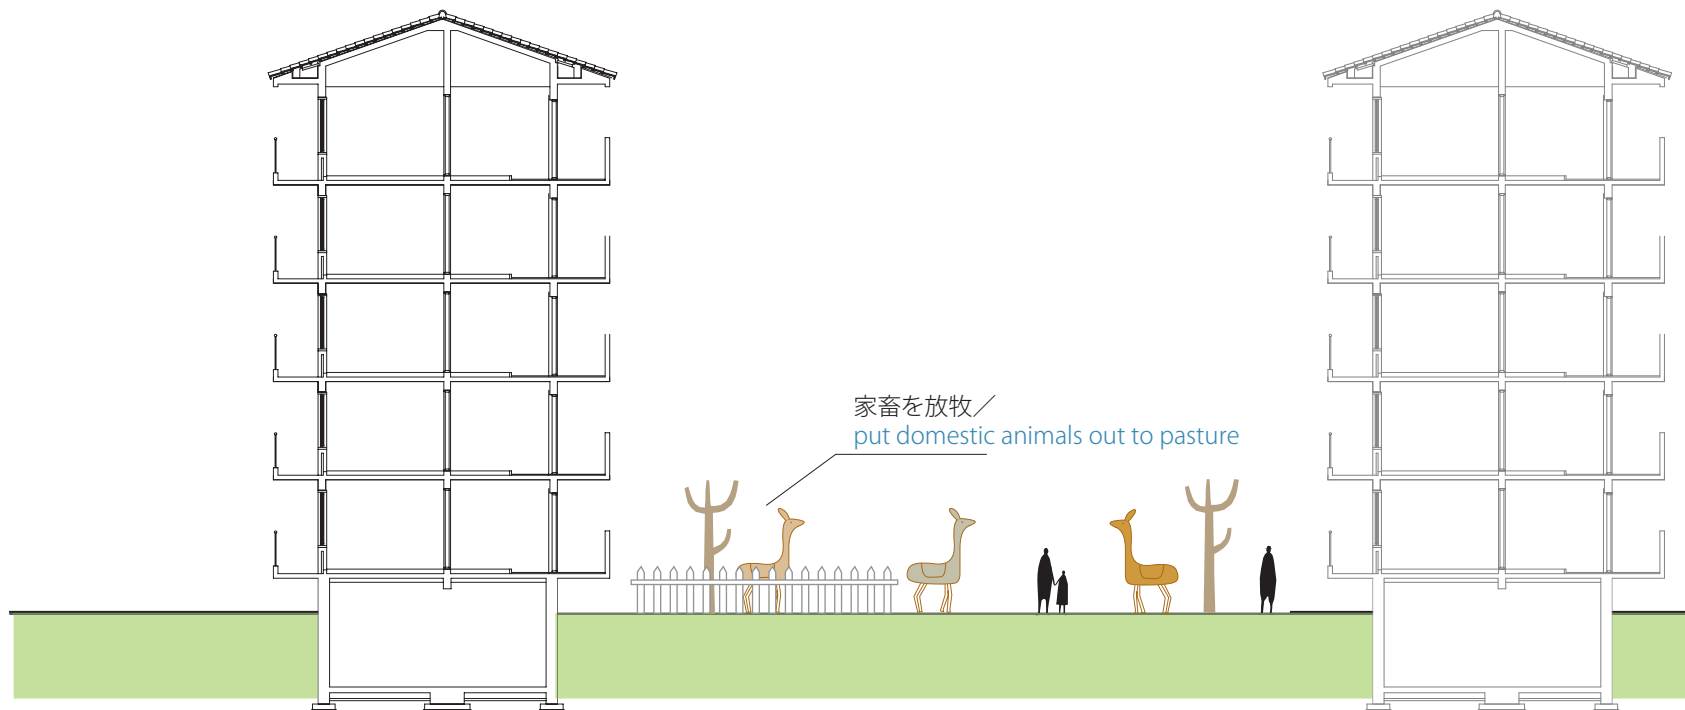 家畜を放牧／
put domestic animals out to pasture